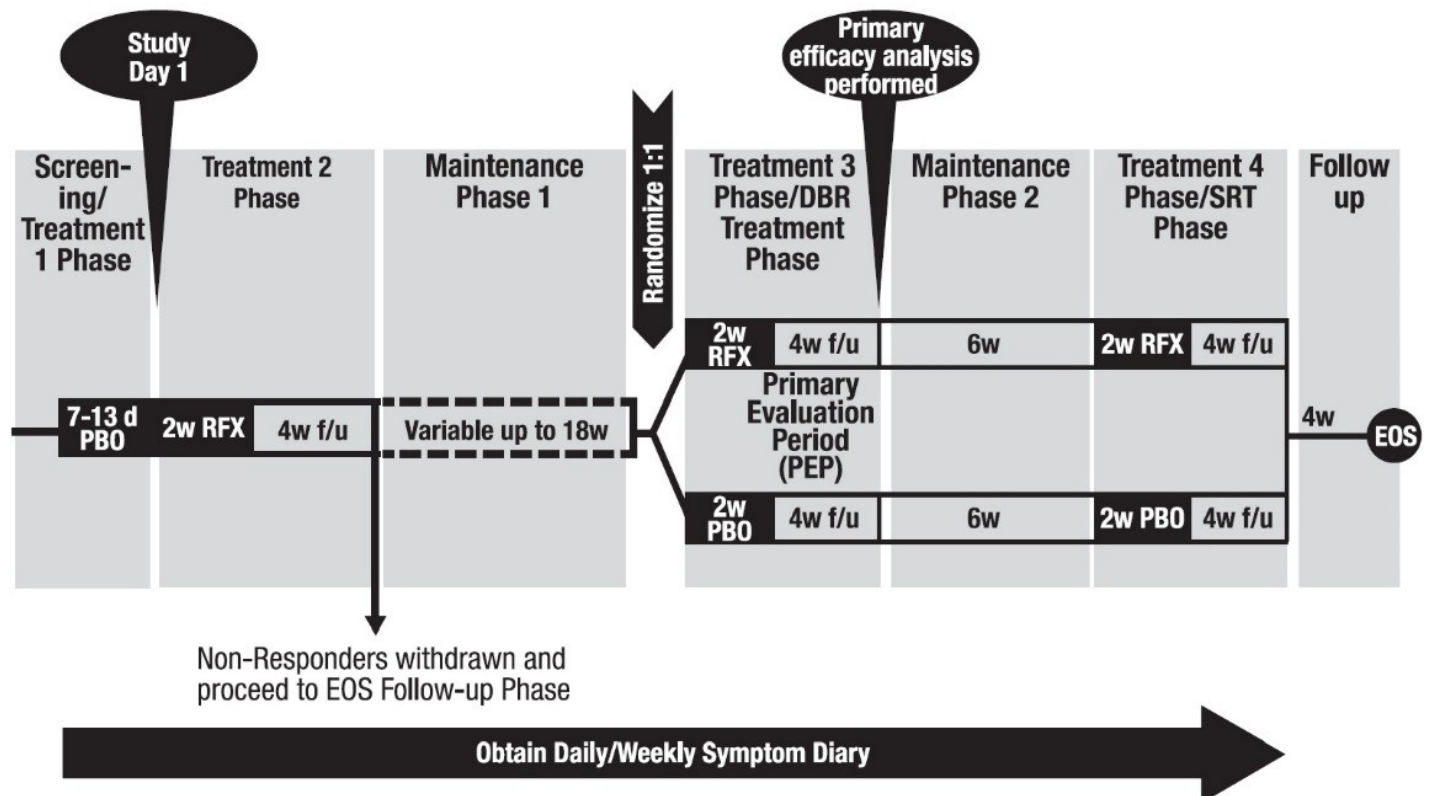 Study
Day 1
Primary
efficacy analysis
performed
Screen-
ing/
Treatment
1 Phase
Treatment 2
Phase
Maintenance
Phase 1
Randomize 1:1
Treatment 3
Phase/DBR
Treatment
Phase
Maintenance
Phase 2
Treatment 4
Phase/SRT
Phase
Follow
up
7-13 d
PBO
2w RFX
4w f/u
Variable up to 18w
2w
RFX
4w f/u
6w
2w RFX
4w f/u
Primary
Evaluation
Period
(PEP)
2w
PBO
4w f/u
6w
2w PBO
4w f/u
4w
EOS
Non-Responders withdrawn and
proceed to EOS Follow-up Phase
Obtain Daily/Weekly Symptom Diary